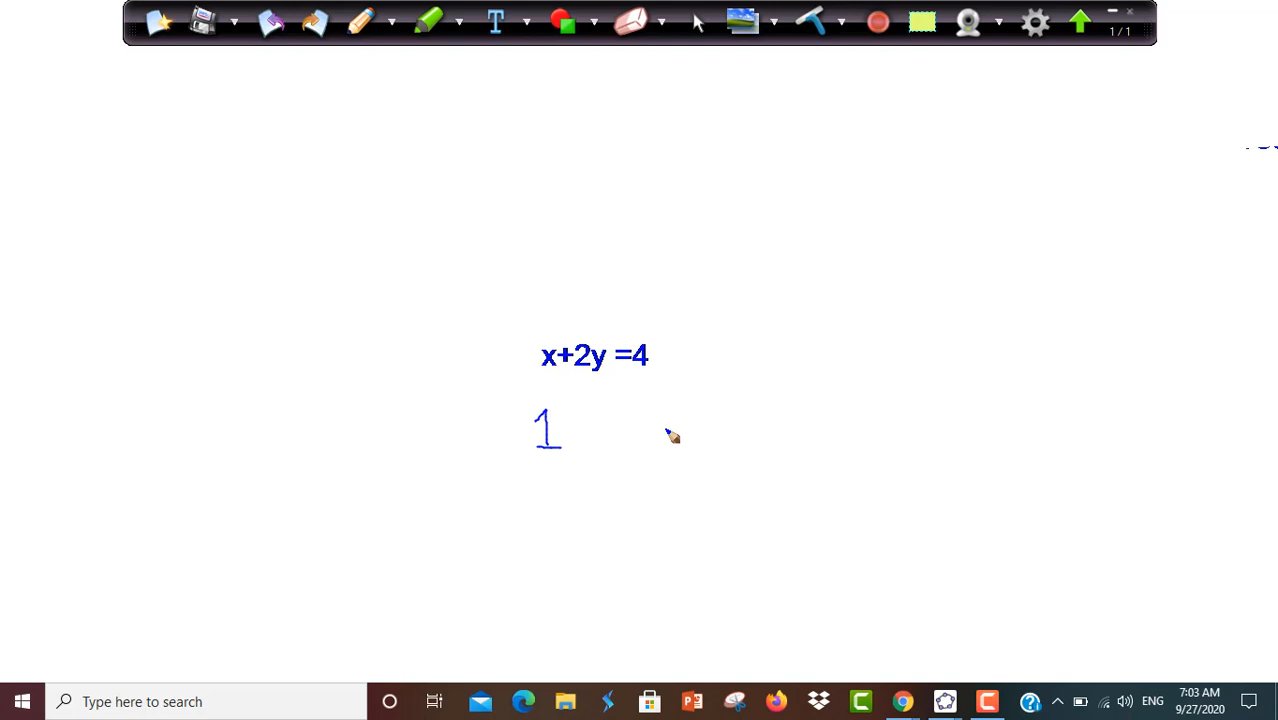 1/1
x+2y =4
1
Type here to search
ENG
7:03 AM
9/27/2020